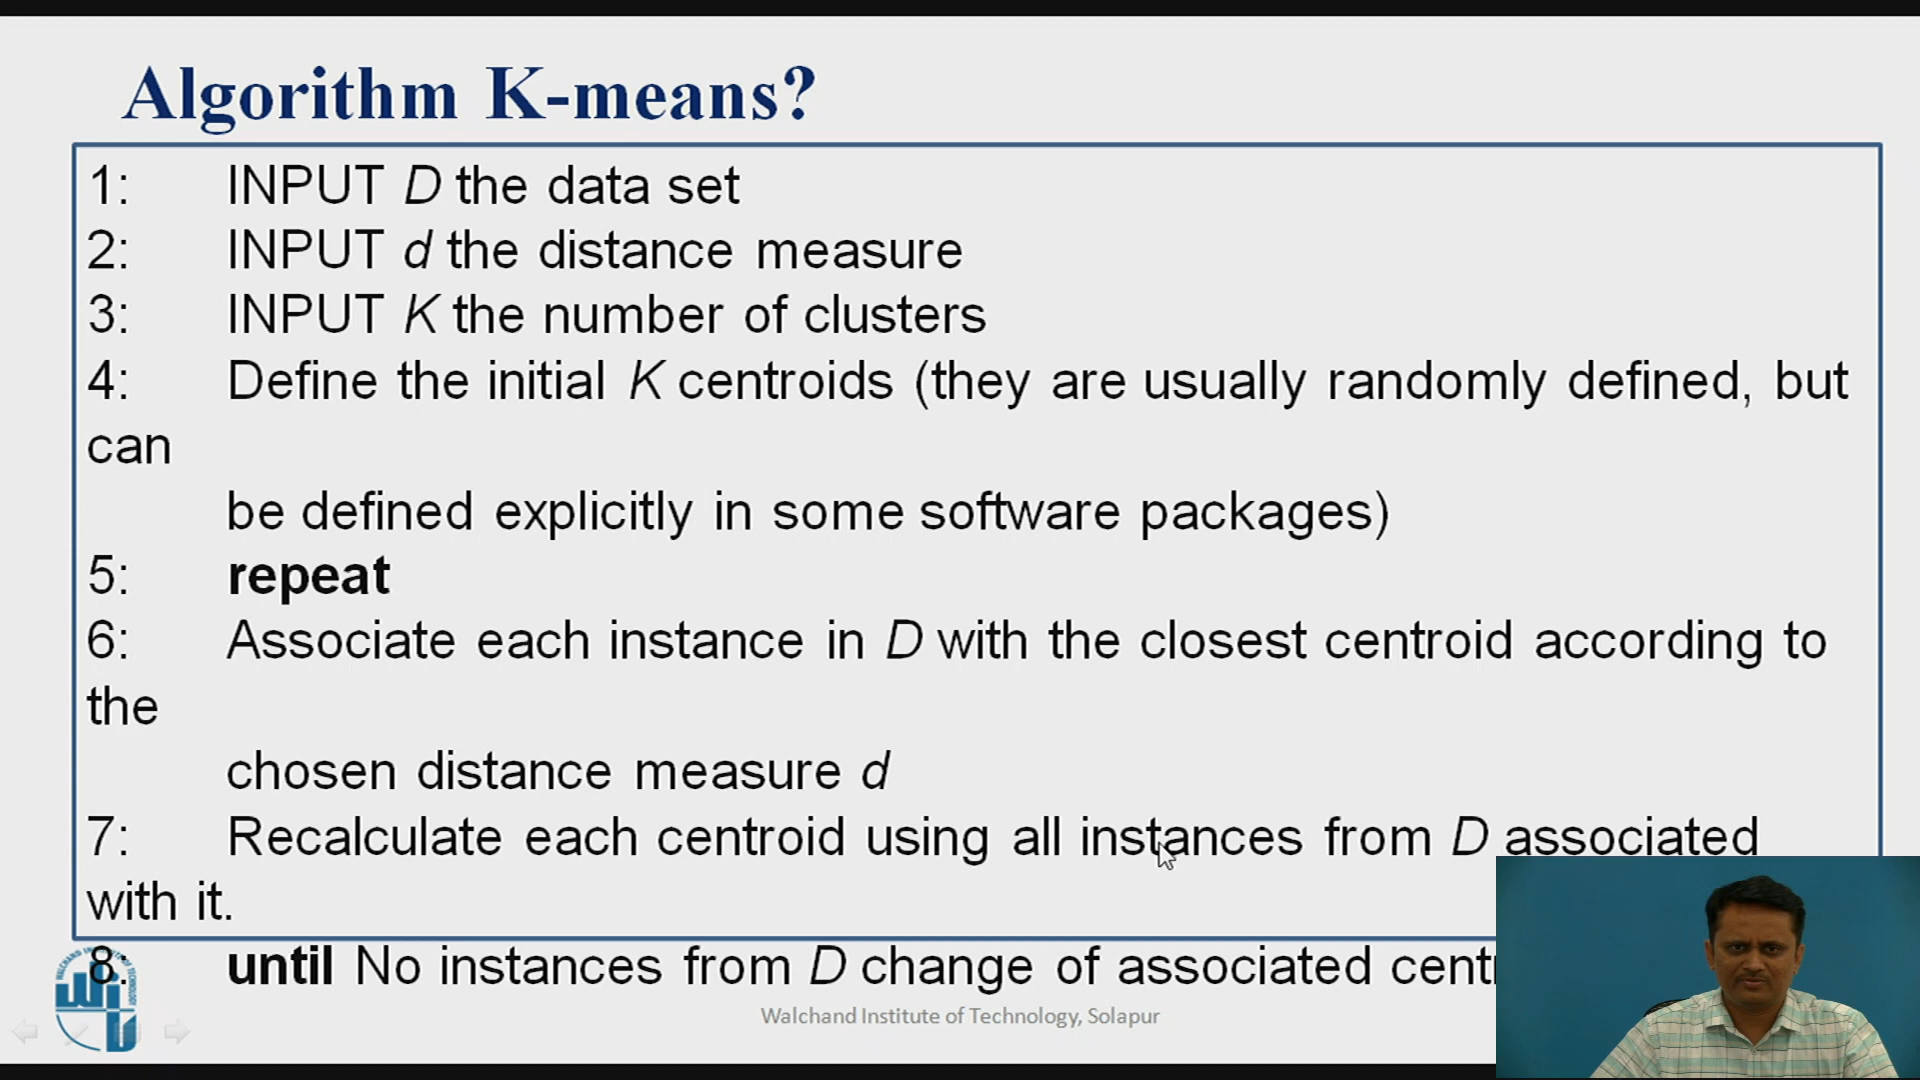 Algorithm K-means?
1: INPUT D the data set
2: INPUT d the distance measure
3: INPUT K the number of clusters
4: Define the initial K centroids (they are usually randomly defined, but
can
be defined explicitly in some software packages)
5: repeat
6: Associate each instance in D with the closest centroid according to
the
chosen distance measure d
7: Recalculate each centroid using all instances from D associated
with it.
8: until No instances from D change of associated
Walchand Institute of Technology, Solapur